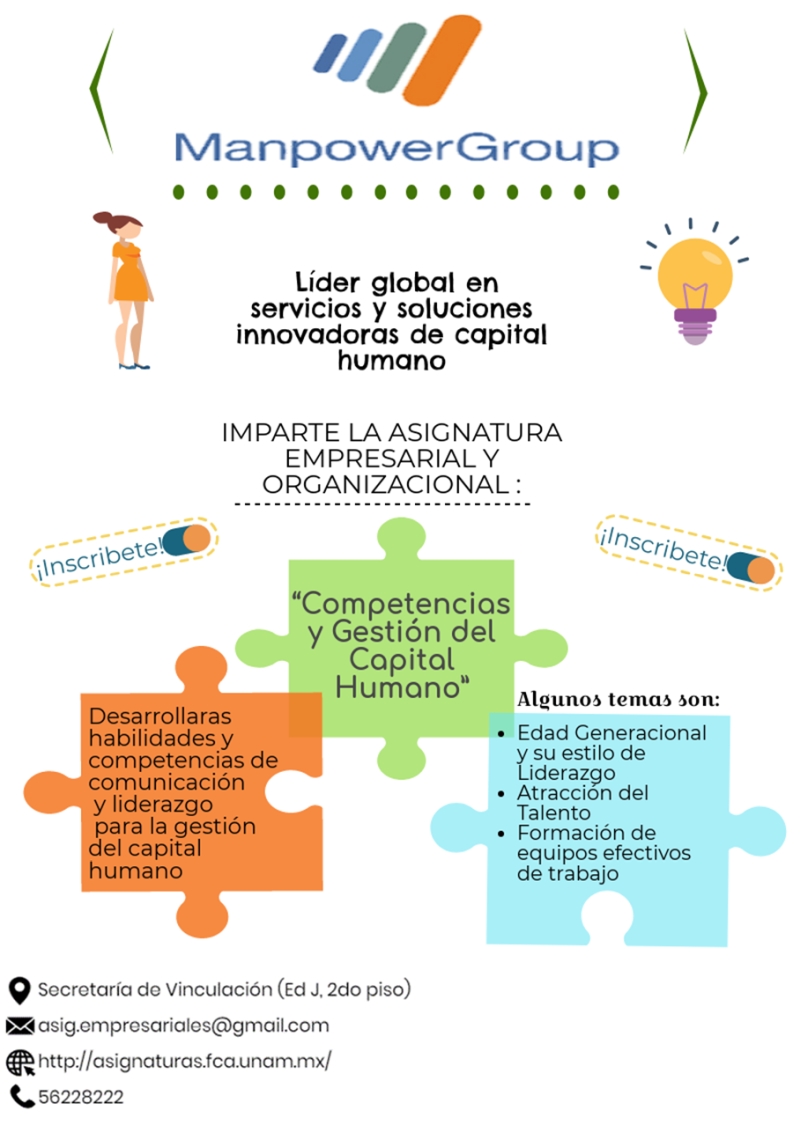 ManpowerGroup
Líder global en
servicios y soluciones
innovadoras de capital
humano
IMPARTE LA ASIGNATURA
EMPRESARIAL Y
ORGANIZACIONAL :
¡Inscribete!
¡Inscribete!
“Competencias
y Gestión del
Capital
Humano”
Desarrollaras
habilidades y
competencias de
comunicación
y liderazgo
para la gestión
del capital
humano
Algunos temas son:
• Edad Generacional
y su estilo de
Liderazgo
• Atracción del
Talento
• Formación de
equipos efectivos
de trabajo
Secretaría de Vinculación (Ed J, 2do piso)
asig.empresariales@gmail.com
http://asignaturas.fca.unam.mx/
56228222